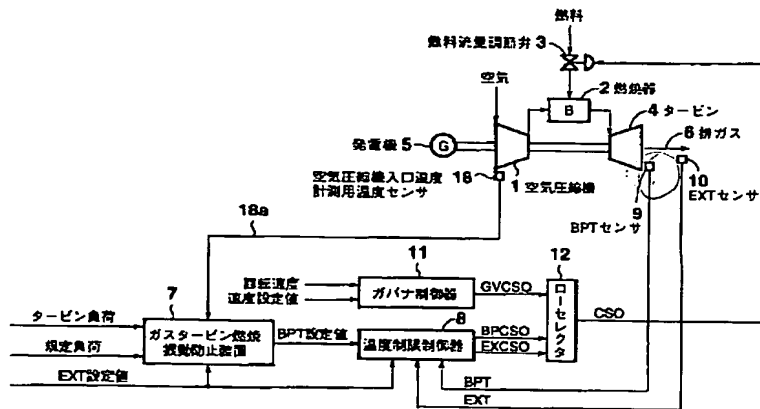 燃料
燃料流量調節弁 3
空気
2 燃焼器
B
4 タービン
6 排ガス
発電機 5
G
18
空気圧縮機入口温度
計測用温度センサ
1 空気圧縮機
9
BPTセンサ
10
EXTセンサ
18a
11
12
回転速度
速度設定値
ガバナ制御器
GVCSO
ローセレクタ
CSO
7
タービン負荷
規定負荷
EXT設定値
ガスタービン燃焼
振動防止装置
BPT設定値
8
温度制限制御器
BPCSO
EXCSO
BPT
EXT